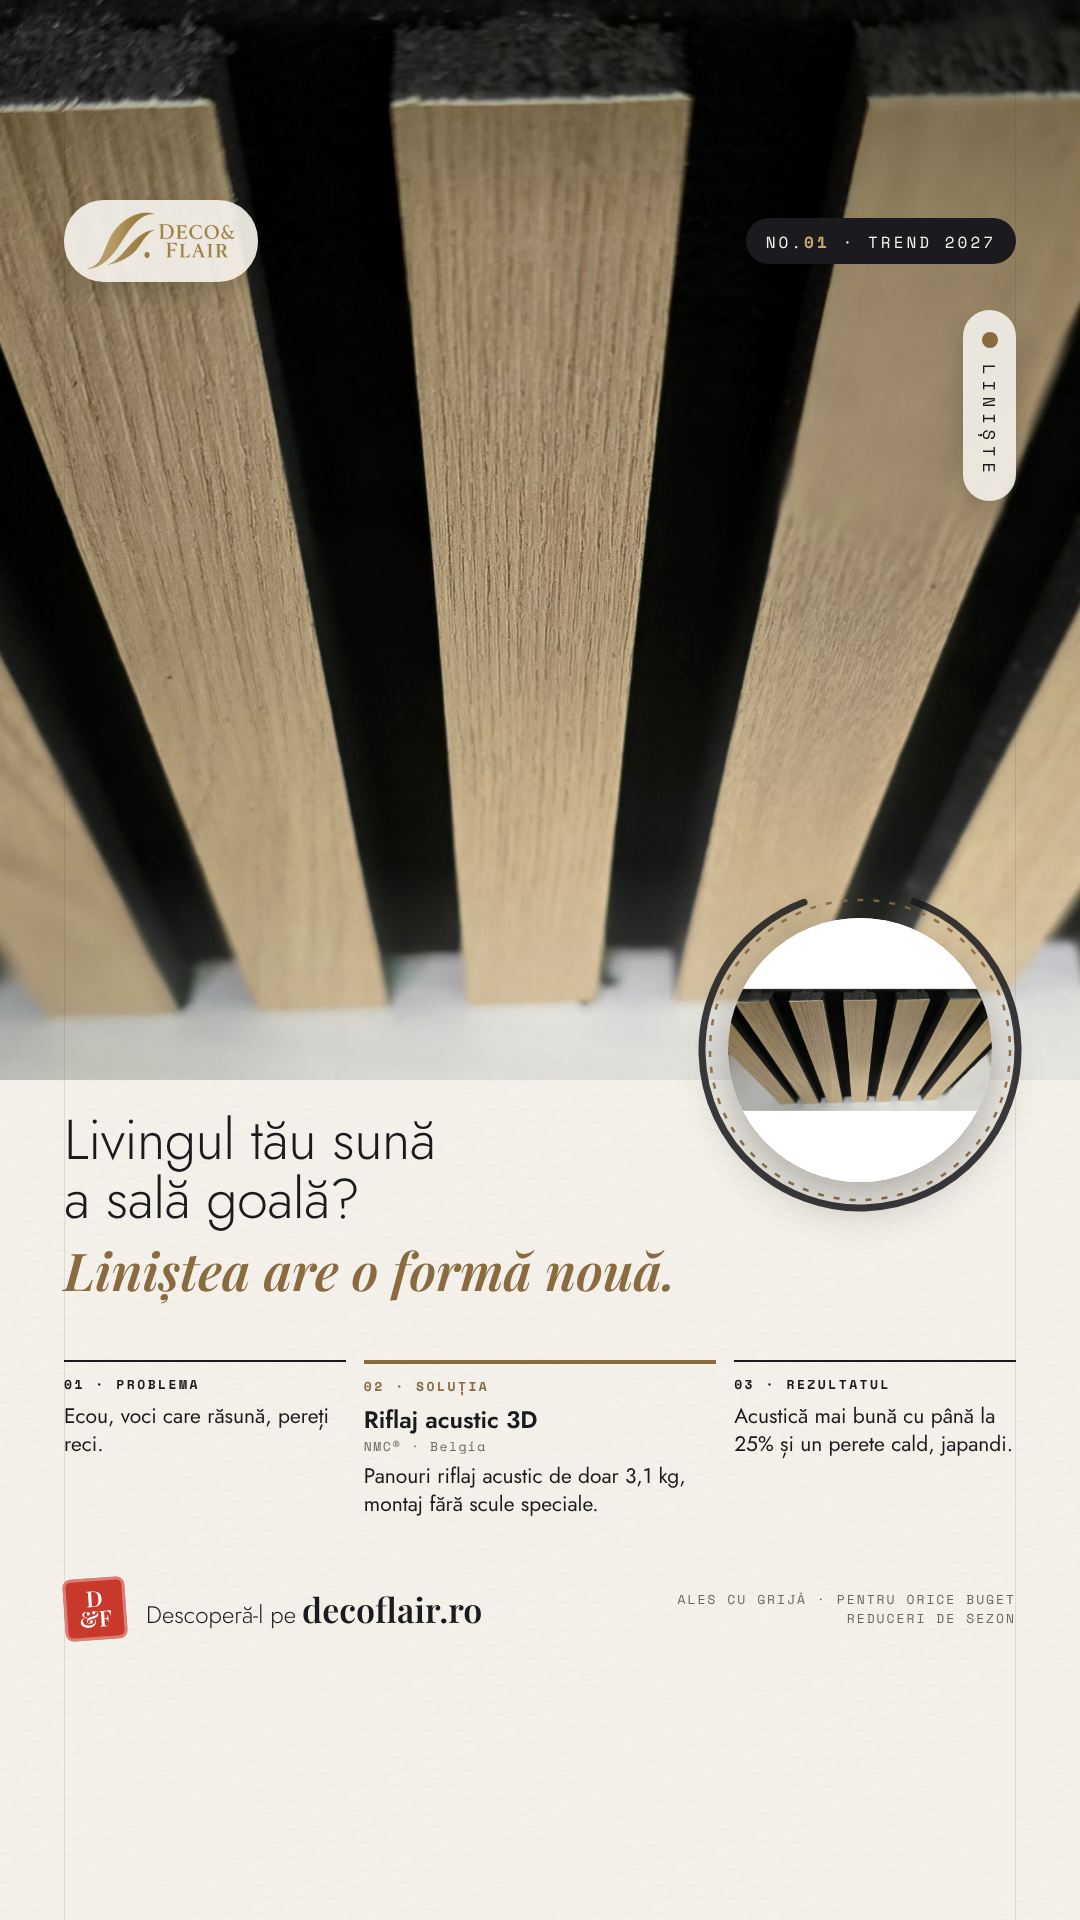 DECO&
FLAIR
NO.01 · TREND 2027
LINIȘTE
Livingul tău sună
a sală goală?
Liniștea are o formă nouă.
01 · PROBLEMA
Ecou, voci care răsună, pereți
reci.
02 · SOLUȚIA
Riflaj acustic 3D
NMC® · Belgia
Panouri riflaj acustic de doar 3,1 kg,
montaj fără scule speciale.
03 · REZULTATUL
Acustică mai bună cu până la
25% și un perete cald, japandi.
D
&F
Descoperă-l pe decoflair.ro
ALES CU GRIJĂ · PENTRU ORICE BUGET
REDUCERI DE SEZON